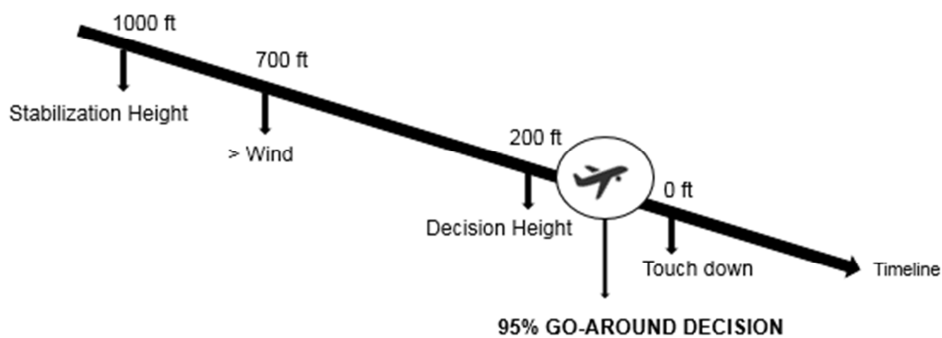 1000 ft
Stabilization Height
700 ft
> Wind
200 ft
Decision Height
0 ft
Touch down
Timeline
95% GO-AROUND DECISION